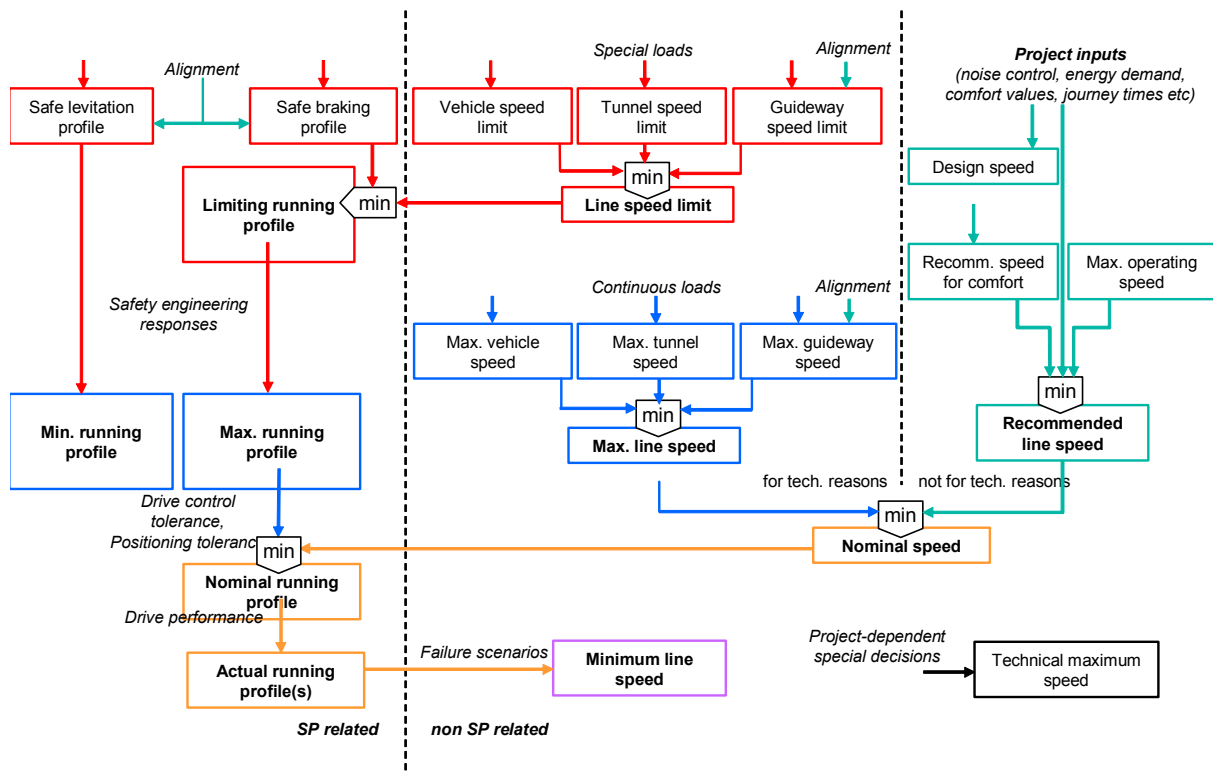 Alignment
Safe levitation
profile
Safe braking
profile
Limiting running
profile
min
Safety engineering
responses
Min. running
profile
Max. running
profile
Drive control
tolerance,
Positioning toleranc
min
Nominal running
profile
Drive performance
Actual running
profile(s)
SP related
Special loads
Alignment
Vehicle speed
limit
Tunnel speed
limit
Guideway
speed limit
min
Line speed limit
Continuous loads
Alignment
Max. vehicle
speed
Max. tunnel
speed
Max. guideway
speed
min
Max. line speed
for tech. reasons
not for tech. reasons
min
Nominal speed
Failure scenarios
Minimum line
speed
non SP related
Project inputs
(noise control, energy demand,
comfort values, journey times etc)
Design speed
Recomm. speed
for comfort
Max. operating
speed
min
Recommended
line speed
Project-dependent
special decisions
Technical maximum
speed